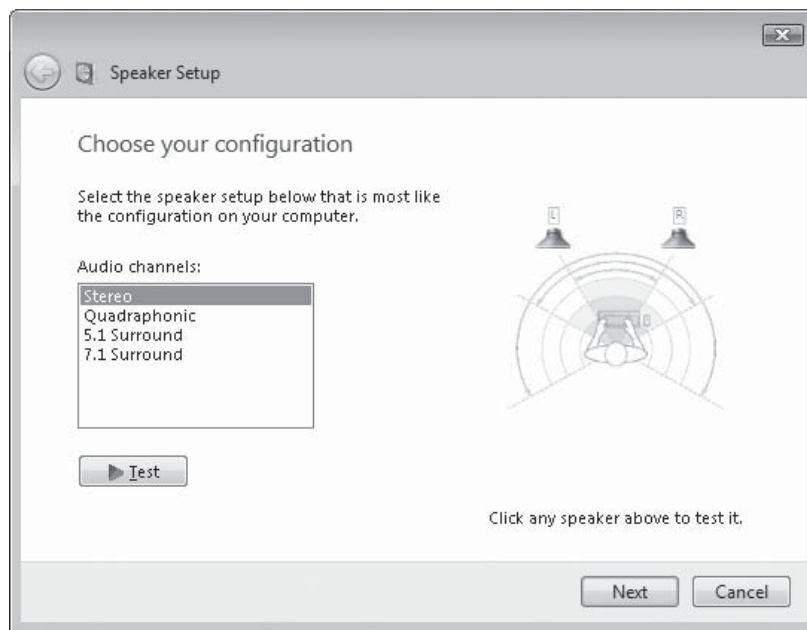 Speaker Setup
Choose your configuration
Select the speaker setup below that is most like
the configuration on your computer.
Audio channels:
Stereo
Quadraphonic
5.1 Surround
7.1 Surround
Test
L
R
Click any speaker above to test it.
Next
Cancel